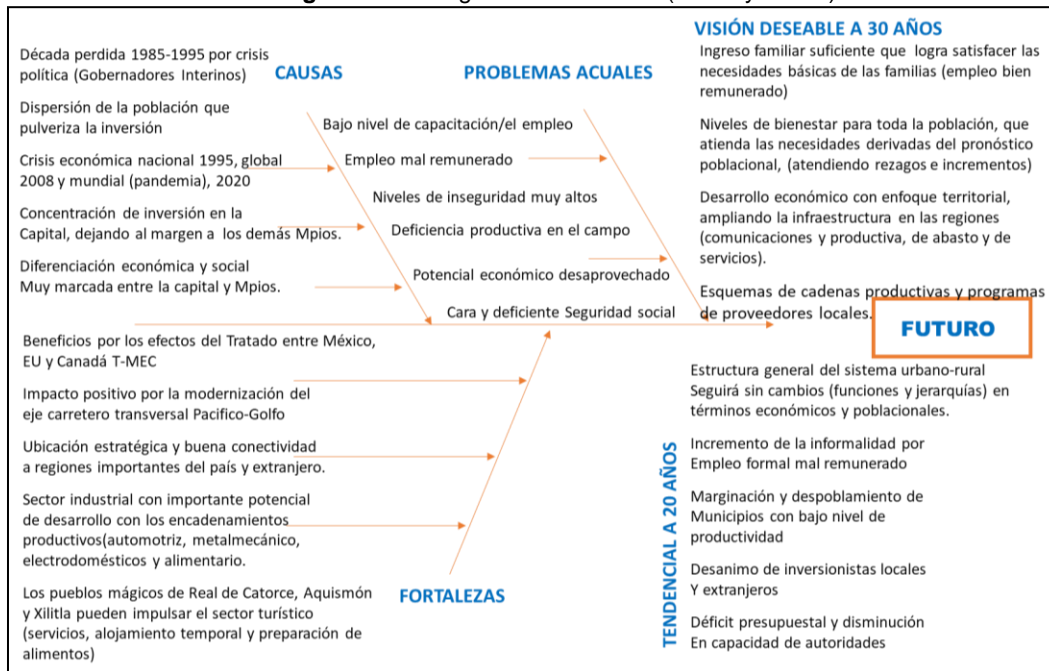 CAUSAS
Década perdida 1985-1995 por crisis
política (Gobernadores Interinos)
Dispersión de la población que
pulveriza la inversión
Crisis económica nacional 1995, global
2008 y mundial (pandemia), 2020
Concentración de inversión en la
Capital, dejando al margen a los demás Mpios.
Diferenciación económica y social
Muy marcada entre la capital y Mpios.
PROBLEMAS ACUALES
Bajo nivel de capacitación/el empleo
Empleo mal remunerado
Niveles de inseguridad muy altos
Deficiencia productiva en el campo
Potencial económico desaprovechado
Cara y deficiente Seguridad social
VISIÓN DESEABLE A 30 AÑOS
Ingreso familiar suficiente que logra satisfacer las
necesidades básicas de las familias (empleo bien
remunerado)
Niveles de bienestar para toda la población, que
atienda las necesidades derivadas del pronóstico
poblacional, (atendiendo rezagos e incrementos)
Desarrollo económico con enfoque territorial,
ampliando la infraestructura en las regiones
(comunicaciones y productiva, de abasto y de
servicios).
Esquemas de cadenas productivas y programas
de proveedores locales.
FUTURO
Beneficios por los efectos del Tratado entre México,
EU y Canadá T-MEC
Impacto positivo por la modernización del
eje carretero transversal Pacifico-Golfo
Ubicación estratégica y buena conectividad
a regiones importantes del país y extranjero.
Sector industrial con importante potencial
de desarrollo con los encadenamientos
productivos(automotriz, metalmecánico,
electrodomésticos y alimentario.
Los pueblos mágicos de Real de Catorce, Aquismón
y Xilitla pueden impulsar el sector turístico
(servicios, alojamiento temporal y preparación de
alimentos)
FORTALEZAS
TENDENCIAL A 20 AÑOS
Estructura general del sistema urbano-rural
Seguirá sin cambios (funciones y jerarquías) en
términos económicos y poblacionales.
Incremento de la informalidad por
Empleo formal mal remunerado
Marginación y despoblamiento de
Municipios con bajo nivel de
productividad
Desanimo de inversionistas locales
Y extranjeros
Déficit presupuestal y disminución
En capacidad de autoridades